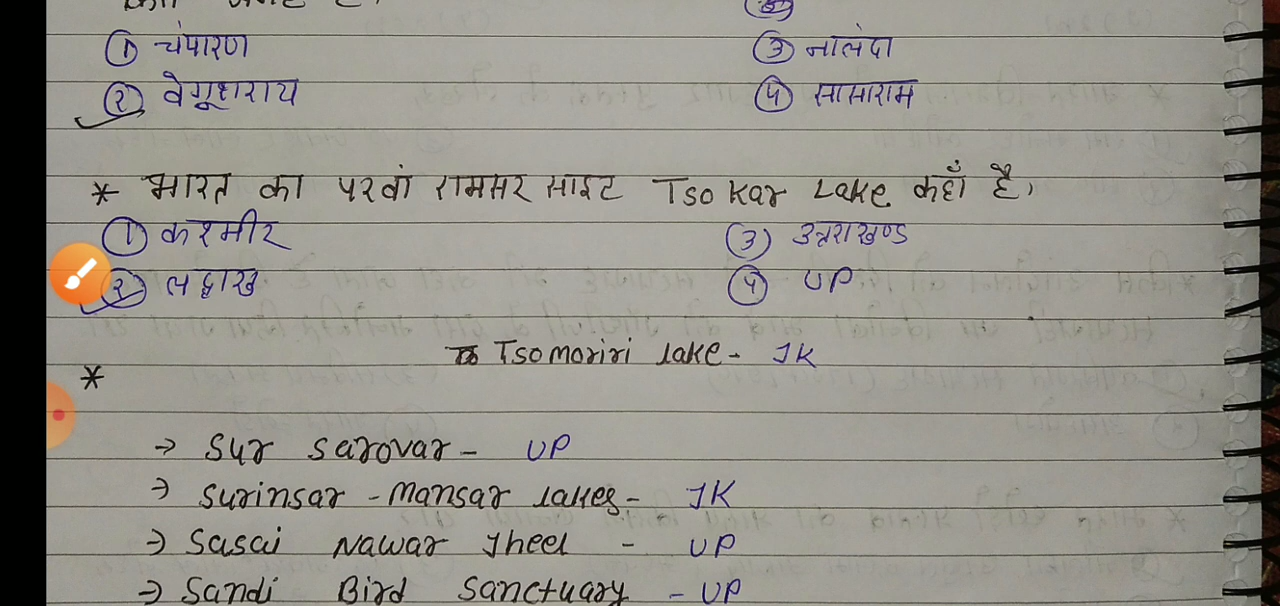 ① चंपारण ③ नालंदा
② वेगूसराय ④ सासाराम
* भारत का 42वां रामसर साइट Tso Kar Lake कहाँ है,
① कश्मीर (3) उत्तराखण्ड
② लद्दाख ④ UP
Tsomoriri Lake - JK
*
→ Sur Sarovar - UP
→ Surinsar - Mansar Lakes - JK
→ Sasai Nawar Jheel - UP
→ Sandi Bird Sanctuary - UP